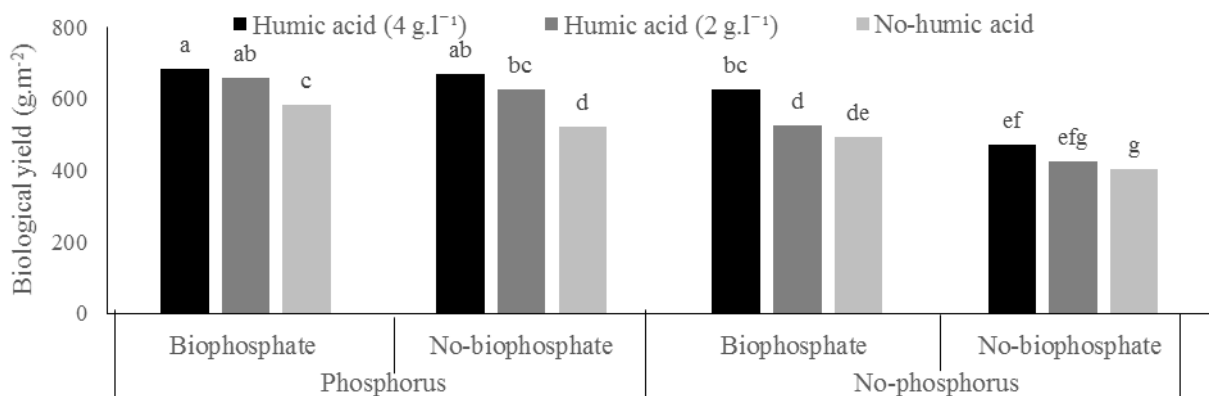 Humic acid (4 g.l⁻¹) Humic acid (2 g.l⁻¹) No-humic acid
Biological yield (g.m⁻²)
800
600
400
200
0
a ab c ab bc d bc d de ef efg g
Biophosphate No-biophosphate Biophosphate No-biophosphate
Phosphorus No-phosphorus